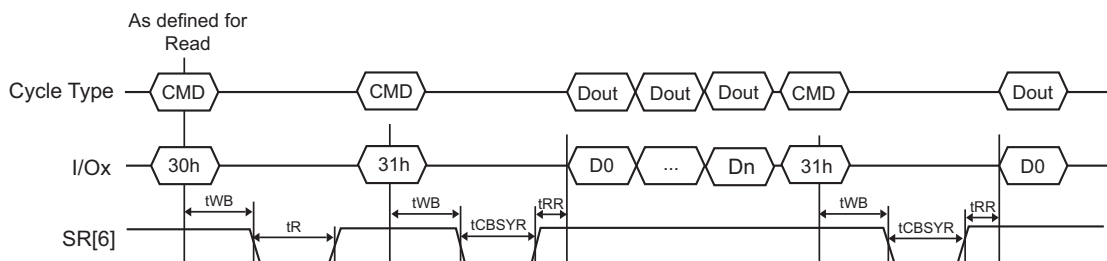 As defined for
Read
Cycle Type CMD CMD Dout Dout Dout CMD Dout
I/Ox 30h 31h D0 ... Dn 31h D0
tWB tR tWB tCBSYR tRR tWB tCBSYR tRR
SR[6]